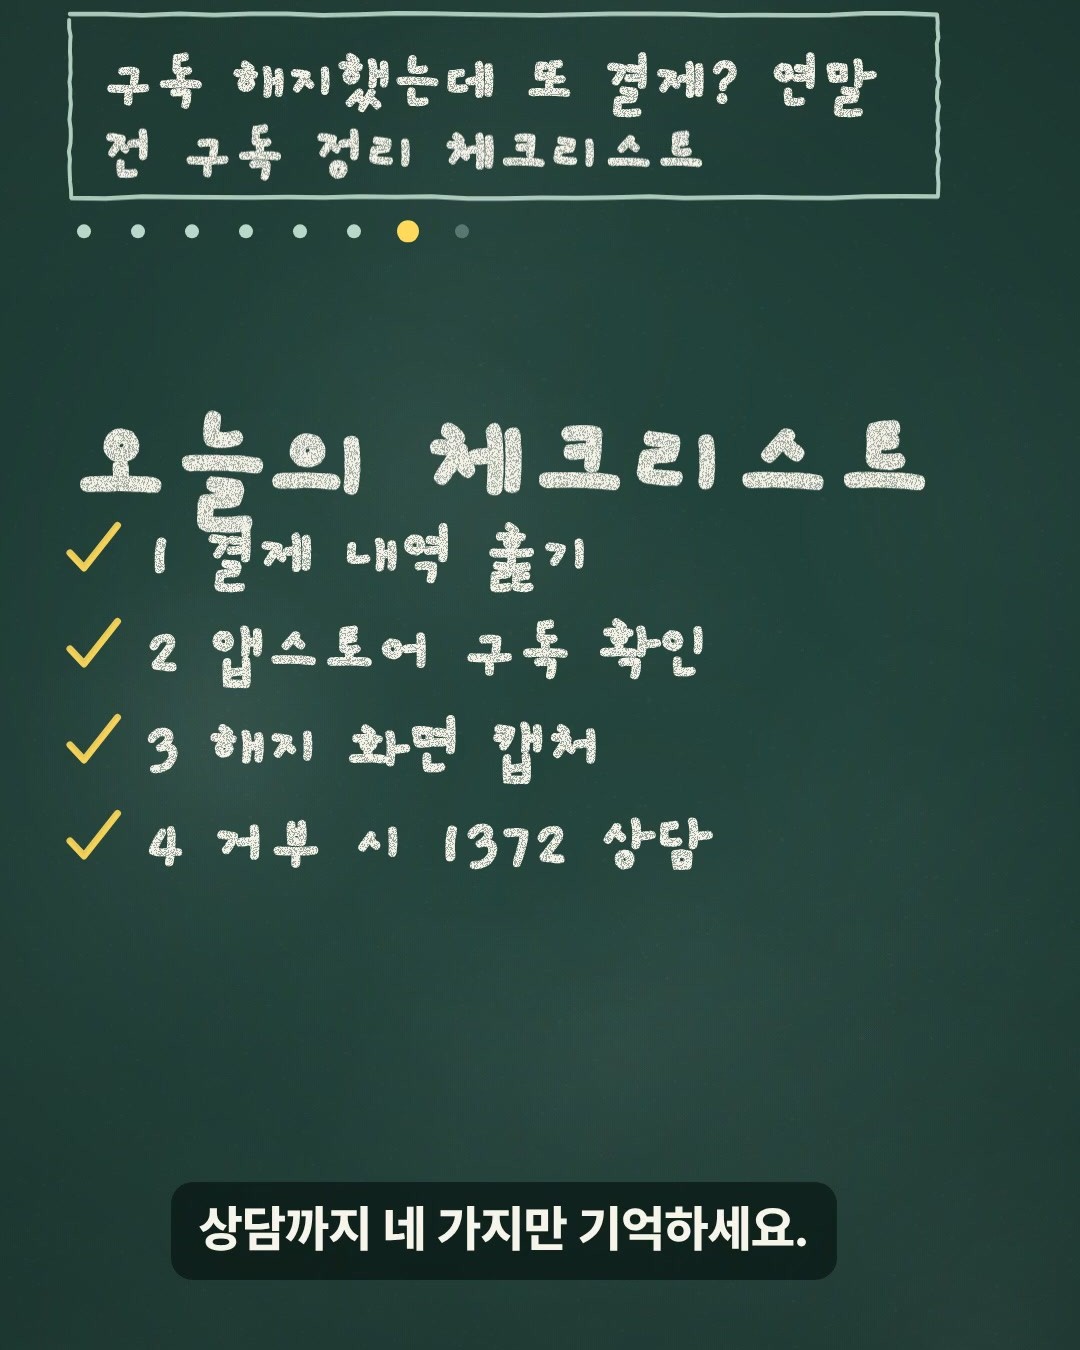 구독 해지했는데 또 결제? 연말
전 구독 정리 체크리스트
오늘의 체크리스트
1 결제 내역 훑기
2 앱스토어 구독 확인
3 해지 화면 캡처
4 거부 시 1372 상담
상담까지 네 가지만 기억하세요.